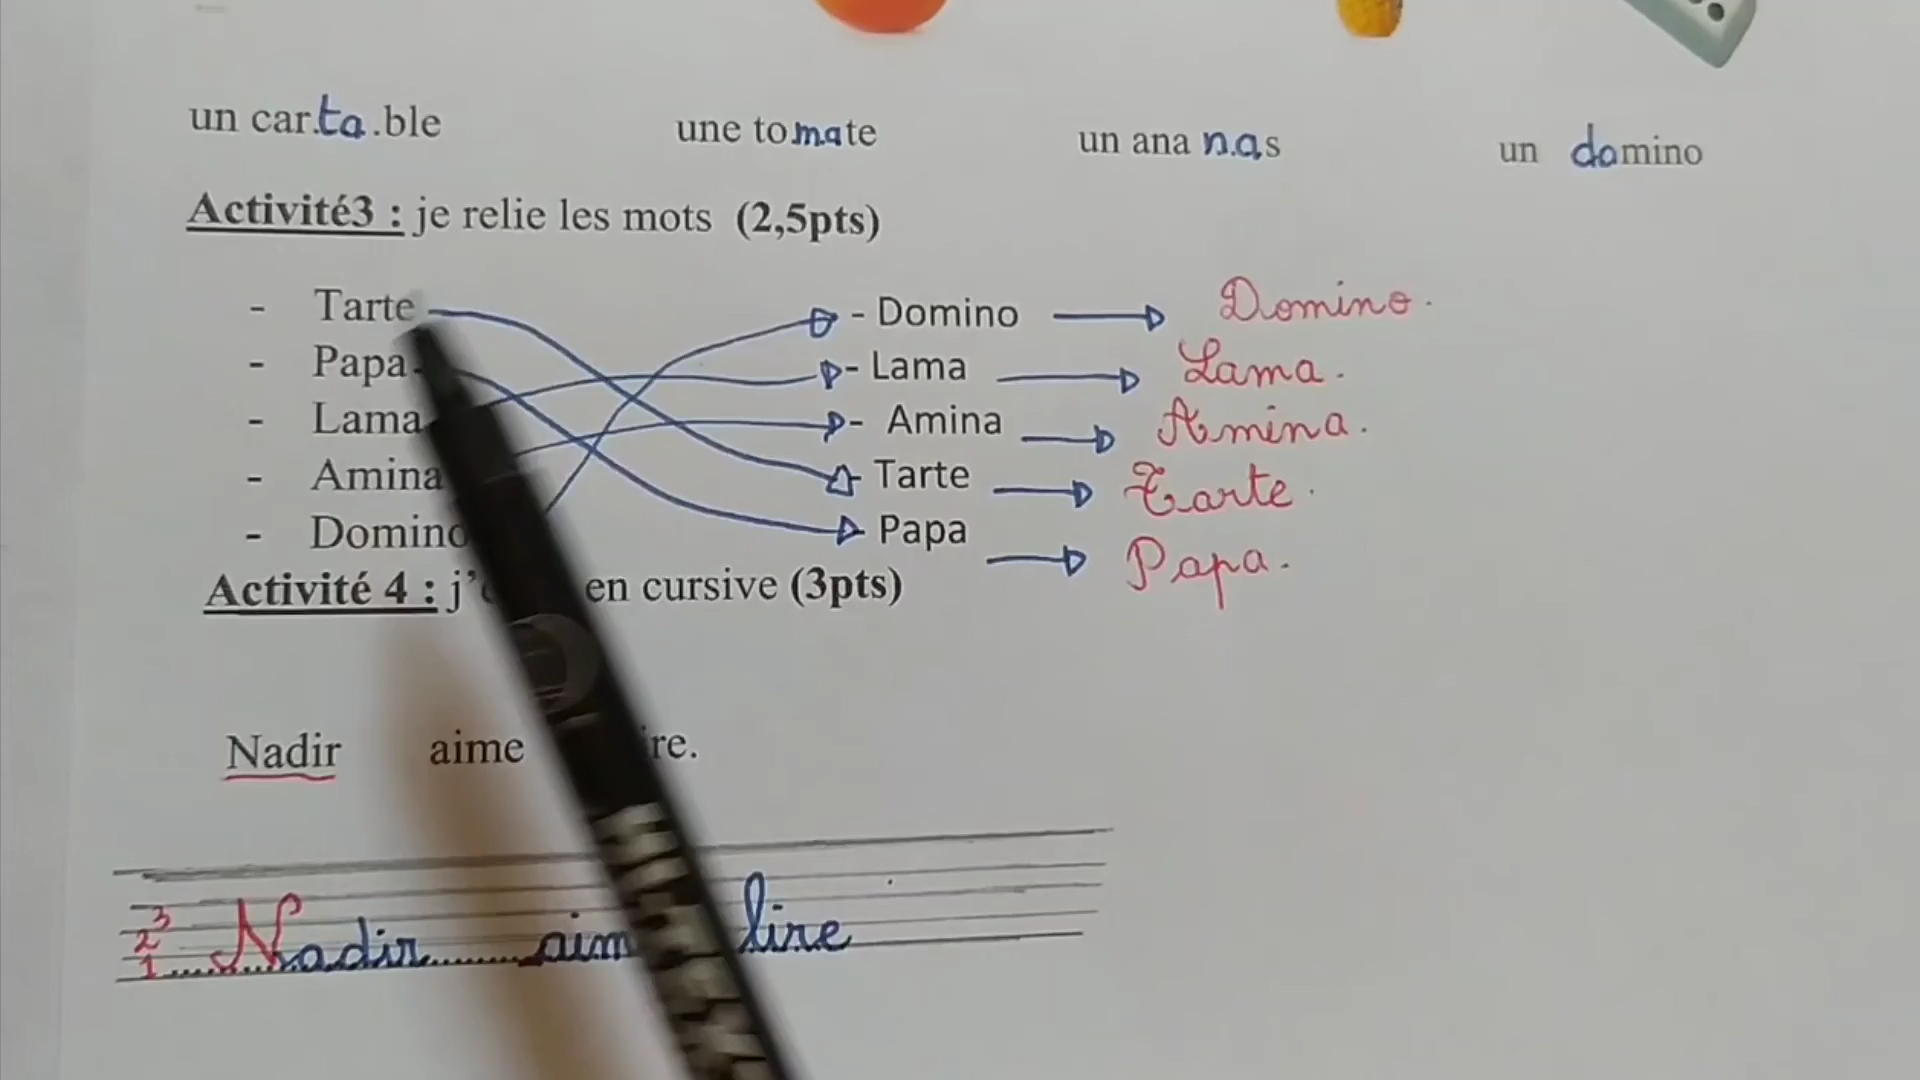 un car.ta.ble une tomate un ana nas un domino
Activité3 : je relie les mots (2,5pts)
- Tarte - Domino Domino.
- Papa - Lama Lama.
- Lama - Amina Amina.
- Amina - Tarte Tarte.
- Domino Papa Papa.
Activité 4 : en cursive (3pts)
Nadir aime
3
2
1 Nadir lire